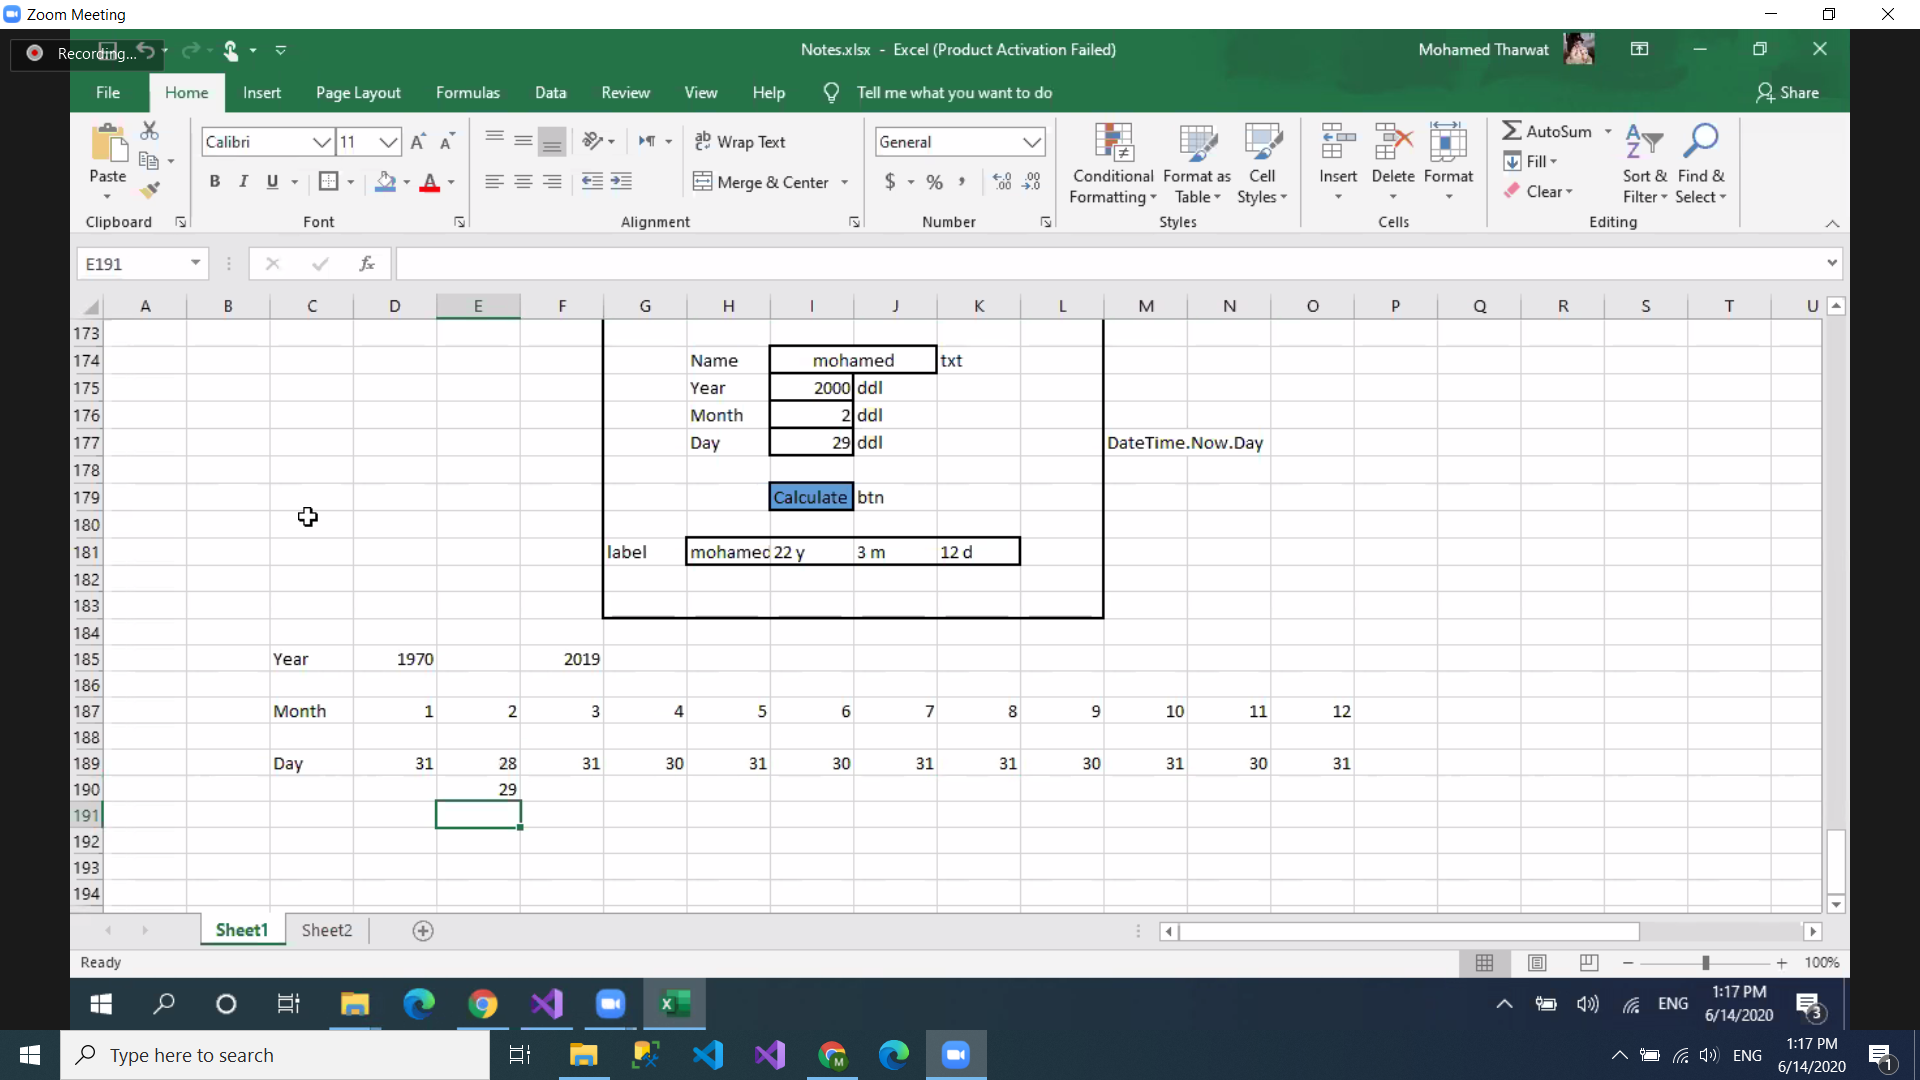 Zoom Meeting
Recording...
Notes.xlsx - Excel (Product Activation Failed)
Mohamed Tharwat
File Home Insert Page Layout Formulas Data Review View Help Tell me what you want to do Share
Paste
Clipboard
Calibri 11
B I U
Font
Wrap Text
Merge & Center
Alignment
General
$ % ,
Number
Conditional Formatting
Format as Table
Cell Styles
Styles
Insert Delete Format
Cells
AutoSum
Fill
Clear
Sort & Filter
Find & Select
Editing
E191
fx
A B C D E F G H I J K L M N O P Q R S T U
173
174 Name mohamed txt
175 Year 2000 ddl
176 Month 2 ddl
177 Day 29 ddl DateTime.Now.Day
178
179 Calculate btn
180
181 label mohamed 22 y 3 m 12 d
182
183
184
185 Year 1970 2019
186
187 Month 1 2 3 4 5 6 7 8 9 10 11 12
188
189 Day 31 28 31 30 31 30 31 31 30 31 30 31
190 29
191
192
193
194
Sheet1 Sheet2
Ready
100%
ENG
1:17 PM
6/14/2020
3
Type here to search
ENG
1:17 PM
6/14/2020
1